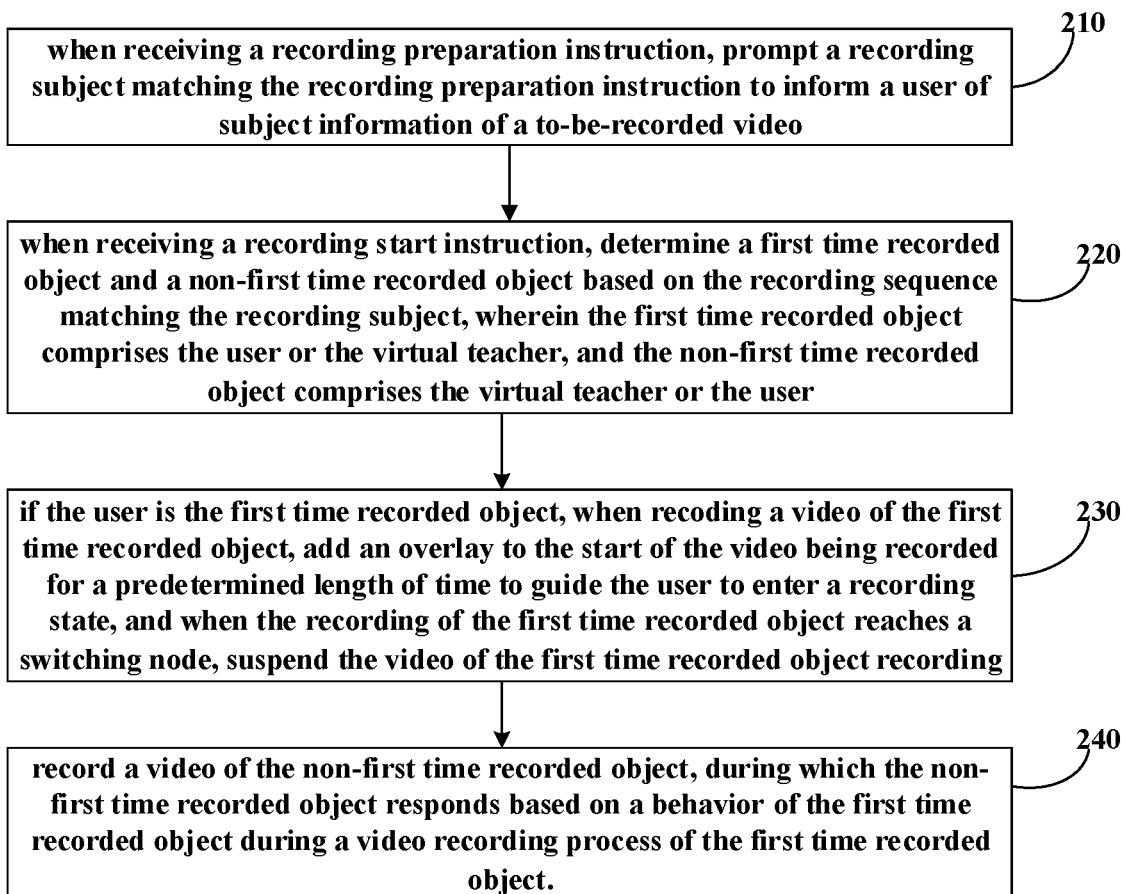 210
when receiving a recording preparation instruction, prompt a recording
subject matching the recording preparation instruction to inform a user of
subject information of a to-be-recorded video
220
when receiving a recording start instruction, determine a first time recorded
object and a non-first time recorded object based on the recording sequence
matching the recording subject, wherein the first time recorded object
comprises the user or the virtual teacher, and the non-first time recorded
object comprises the virtual teacher or the user
230
if the user is the first time recorded object, when recoding a video of the first
time recorded object, add an overlay to the start of the video being recorded
for a predetermined length of time to guide the user to enter a recording
state, and when the recording of the first time recorded object reaches a
switching node, suspend the video of the first time recorded object recording
240
record a video of the non-first time recorded object, during which the non-
first time recorded object responds based on a behavior of the first time
recorded object during a video recording process of the first time recorded
object.